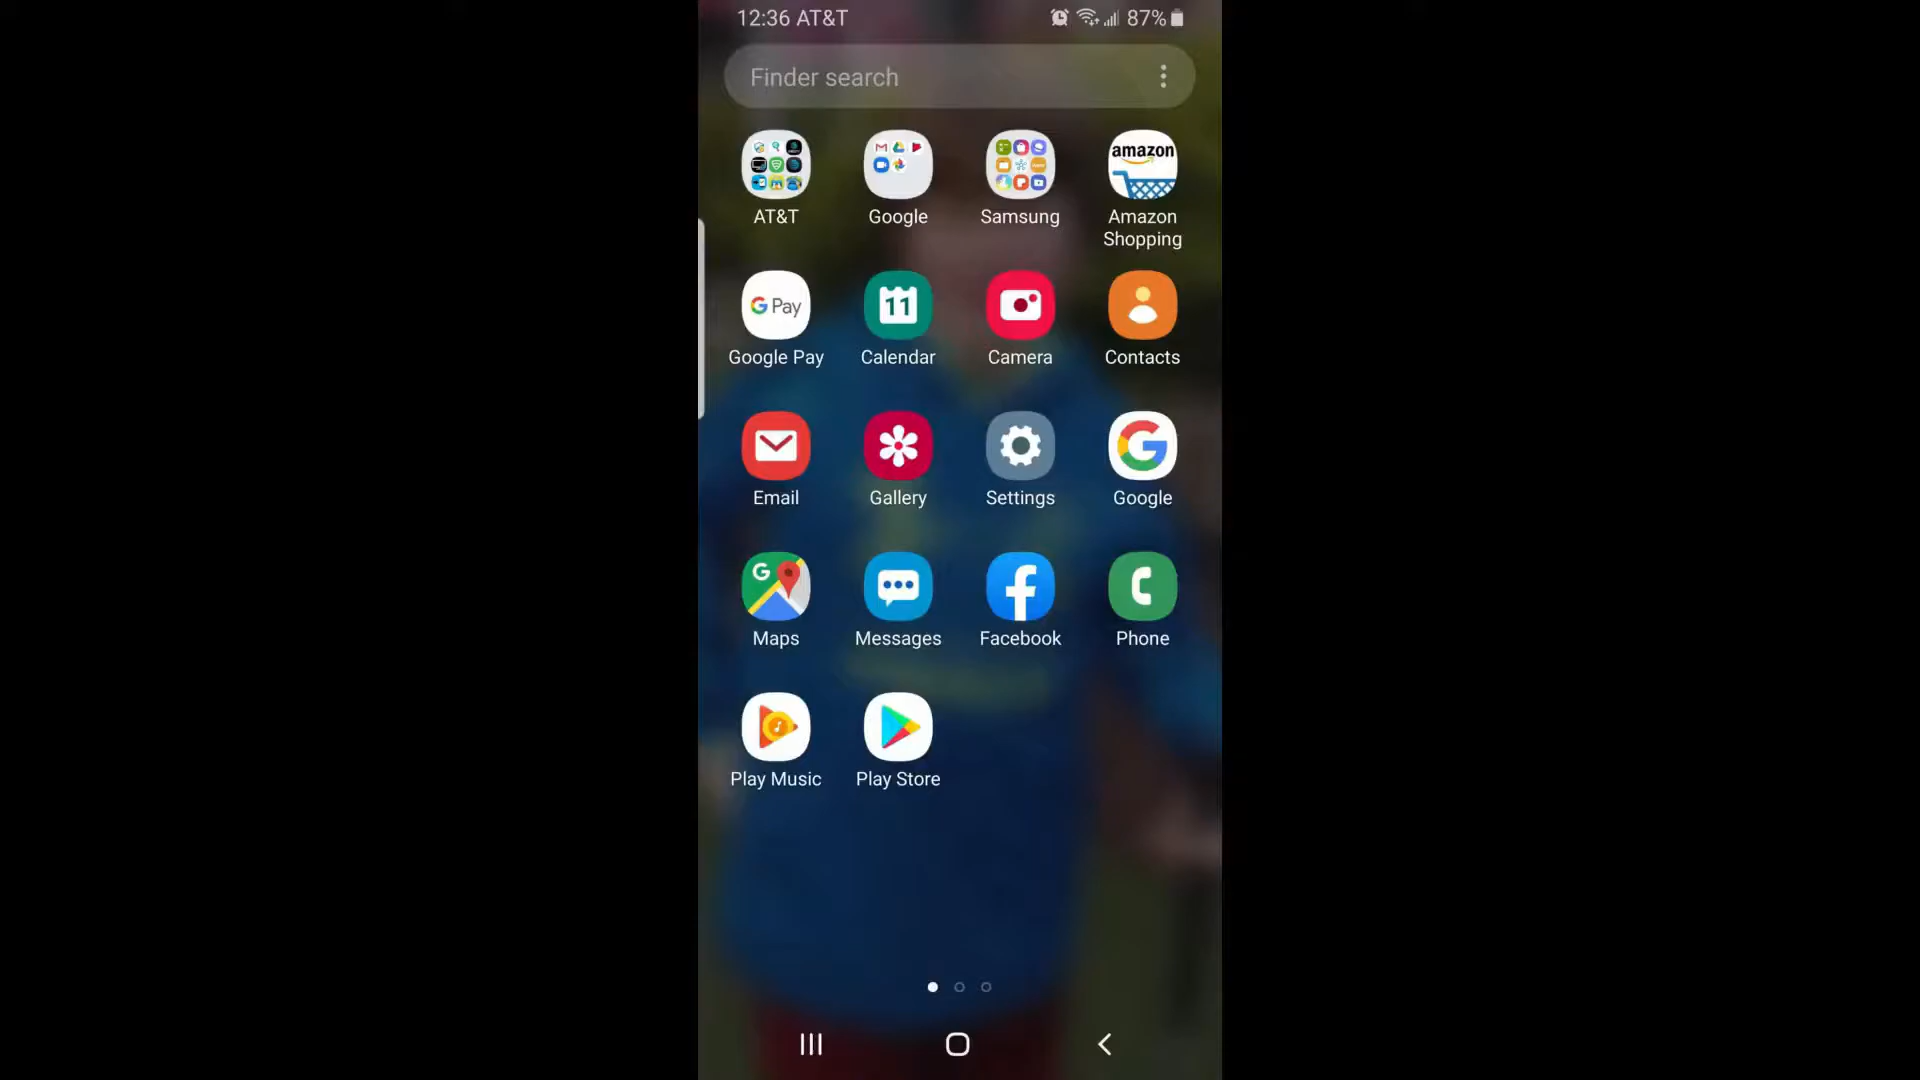 12:36 AT&T 87%
Finder search
amazon
AT&T Google Samsung Amazon Shopping
G Pay 11
Google Pay Calendar Camera Contacts
Email Gallery Settings Google
Maps Messages Facebook Phone
Play Music Play Store